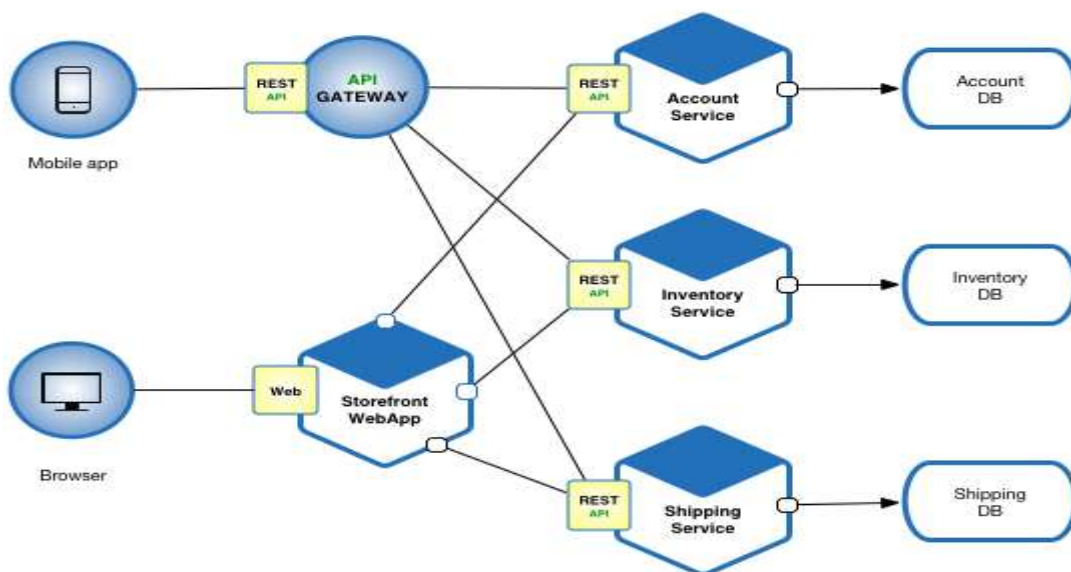 REST
API
API
GATEWAY
REST
API
Account
Service
Account
DB
Mobile app
REST
API
Inventory
Service
Inventory
DB
Web
Storefront
WebApp
Browser
REST
API
Shipping
Service
Shipping
DB